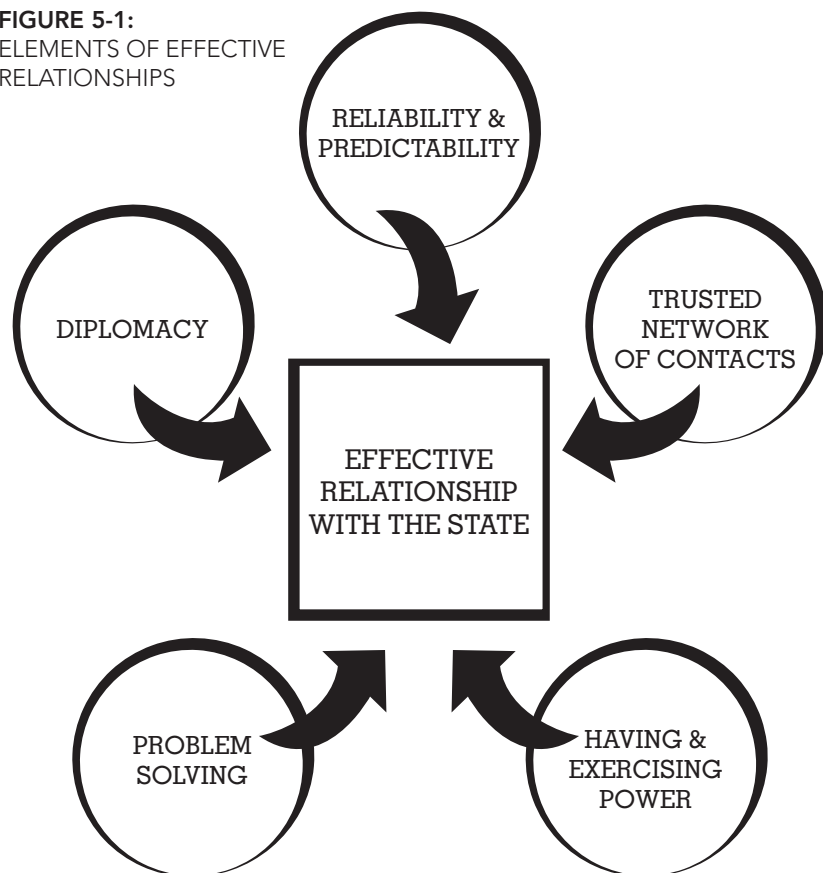 FIGURE 5-1:
ELEMENTS OF EFFECTIVE
RELATIONSHIPS
RELIABILITY &
PREDICTABILITY
DIPLOMACY
TRUSTED
NETWORK
OF CONTACTS
EFFECTIVE
RELATIONSHIP
WITH THE STATE
PROBLEM
SOLVING
HAVING &
EXERCISING
POWER